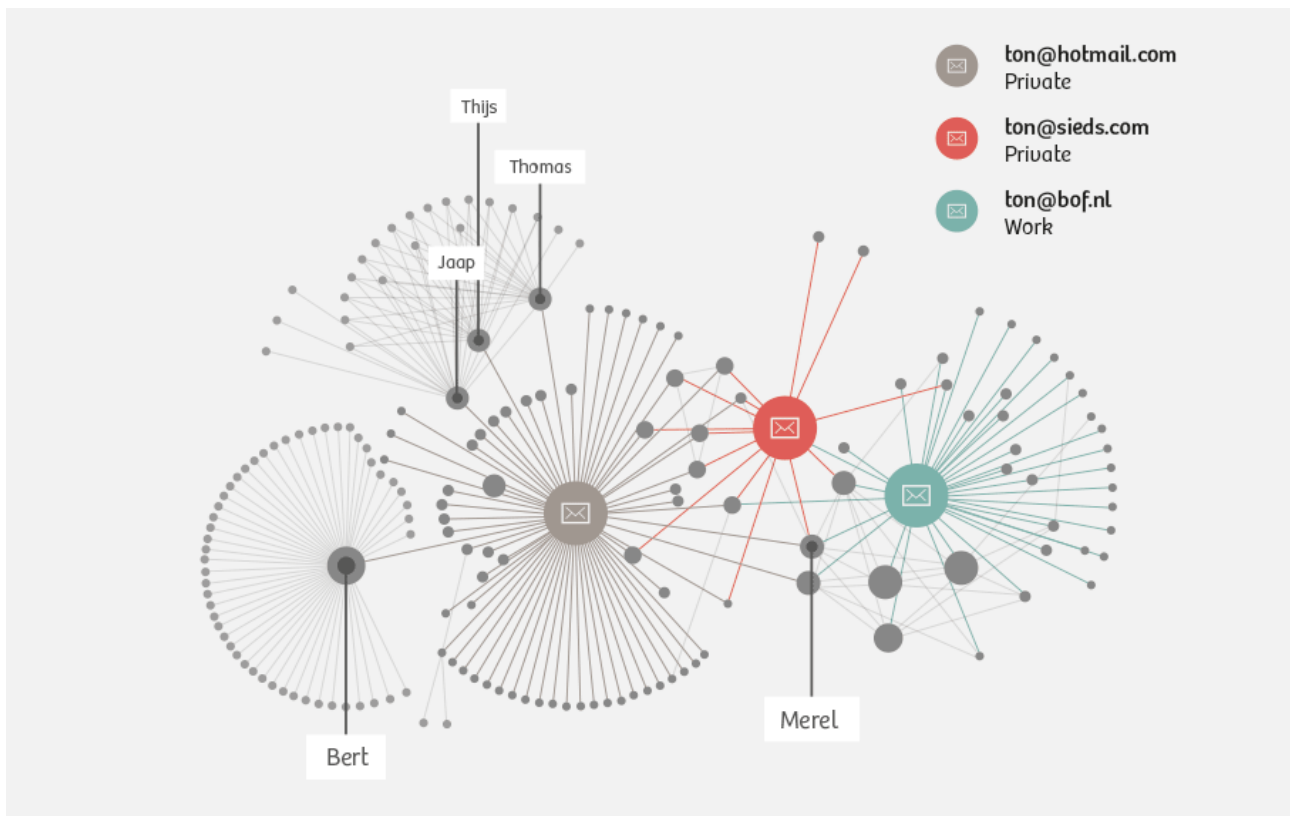 ton@hotmail.com
Private
ton@sieds.com
Private
ton@bof.nl
Work
Thijs
Thomas
Jaap
Merel
Bert